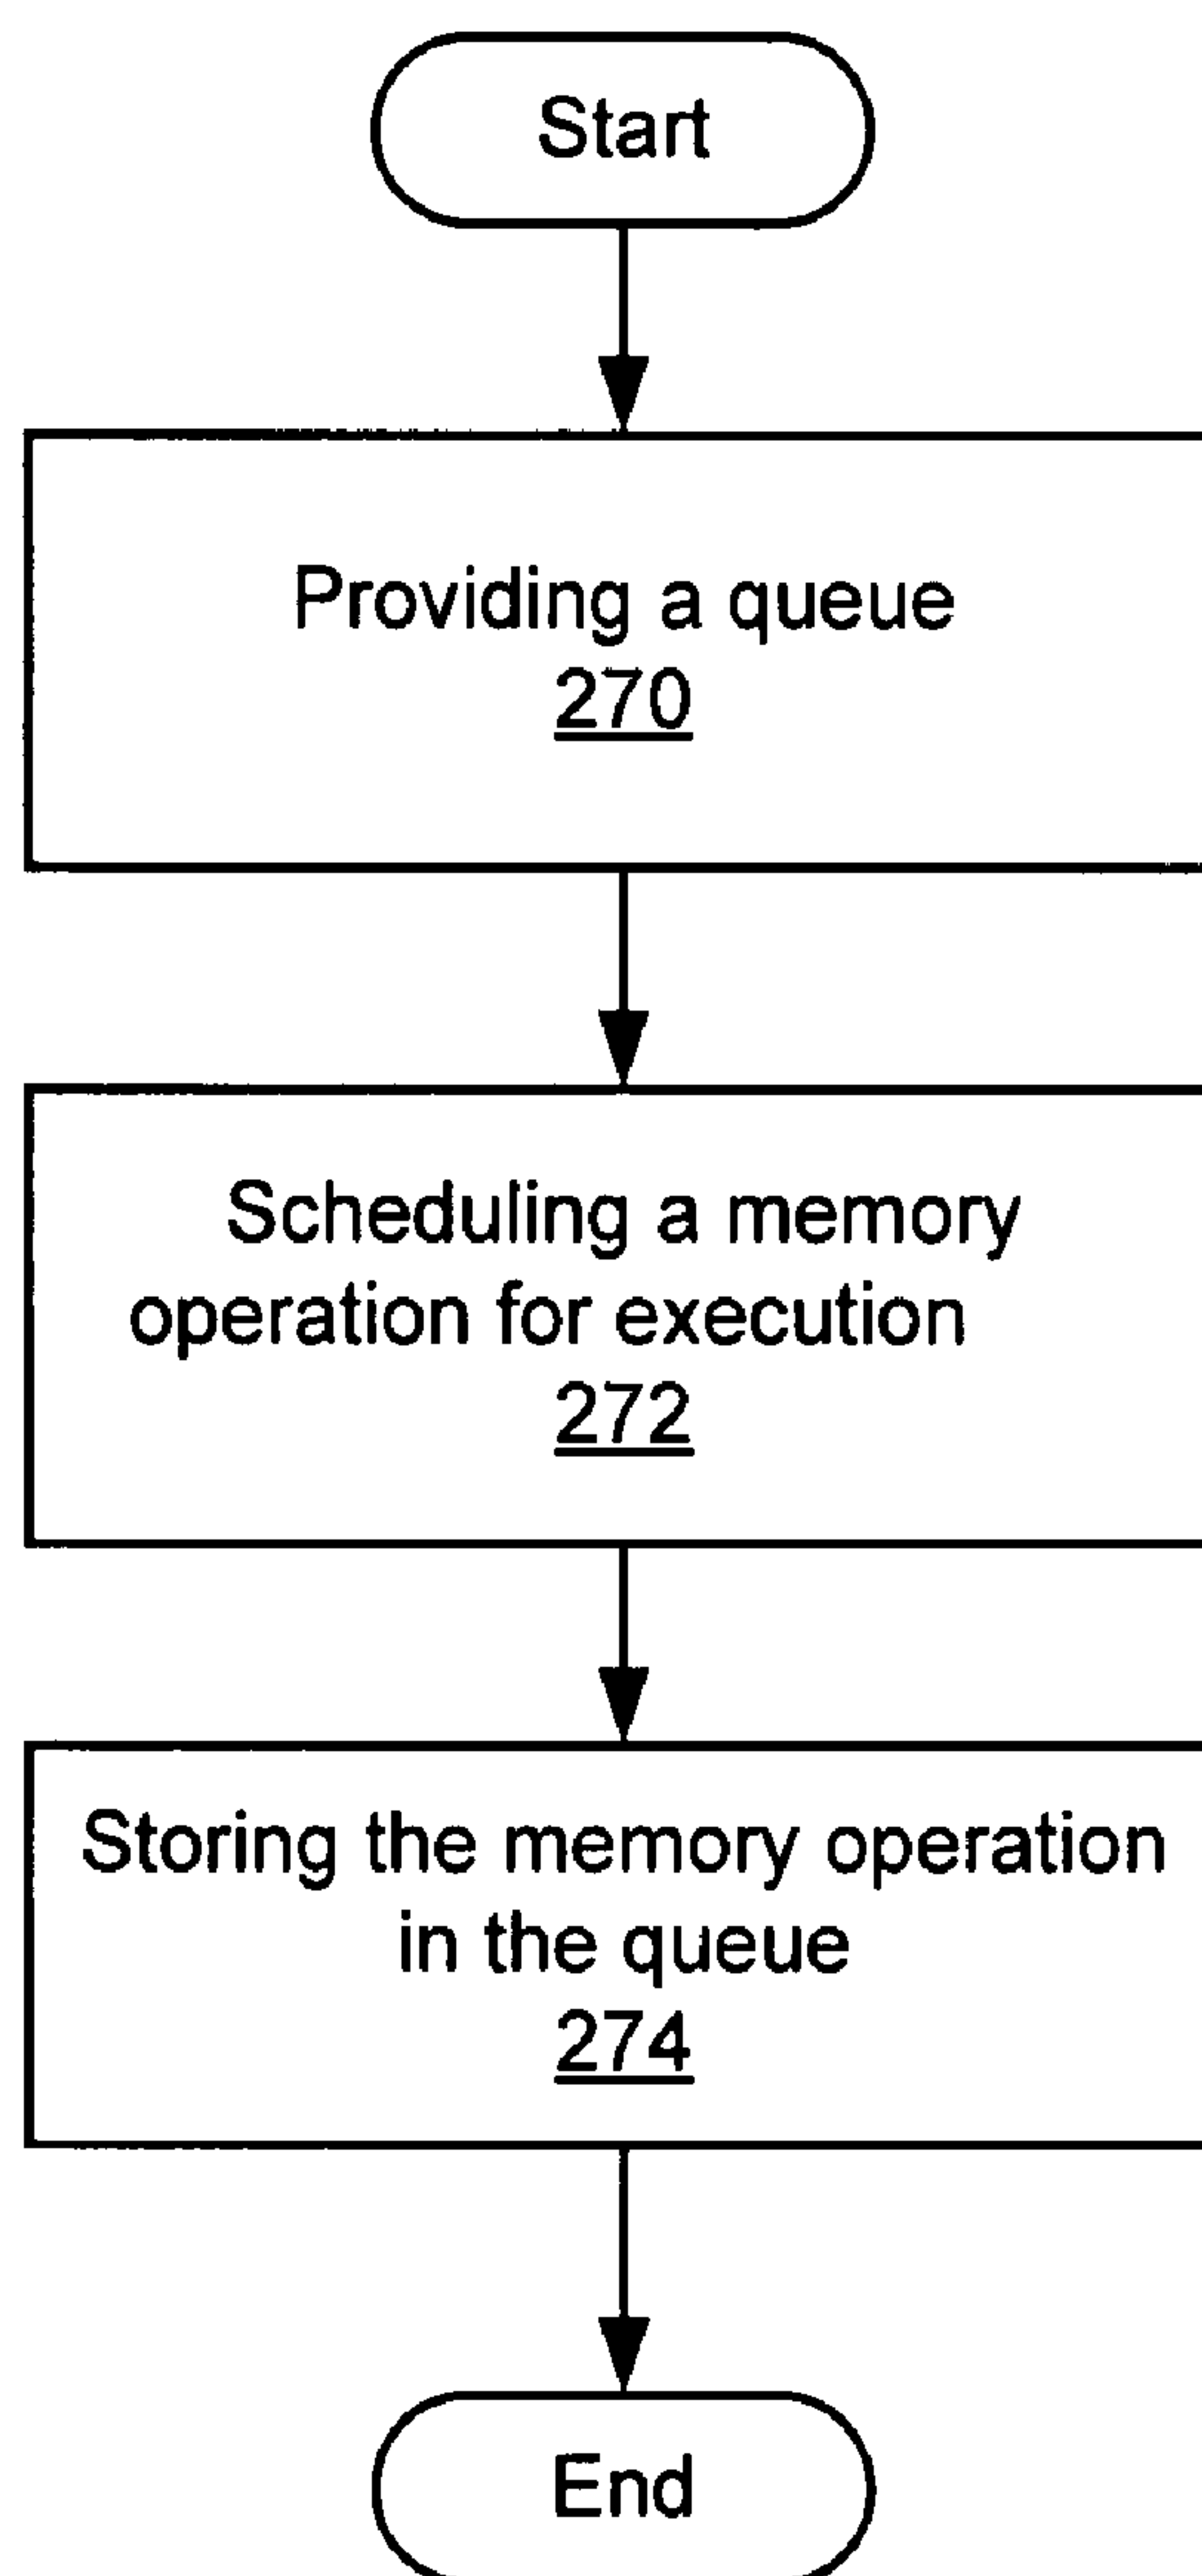 Start
Providing a queue
270
Scheduling a memory
operation for execution
272
Storing the memory operation
in the queue
274
End